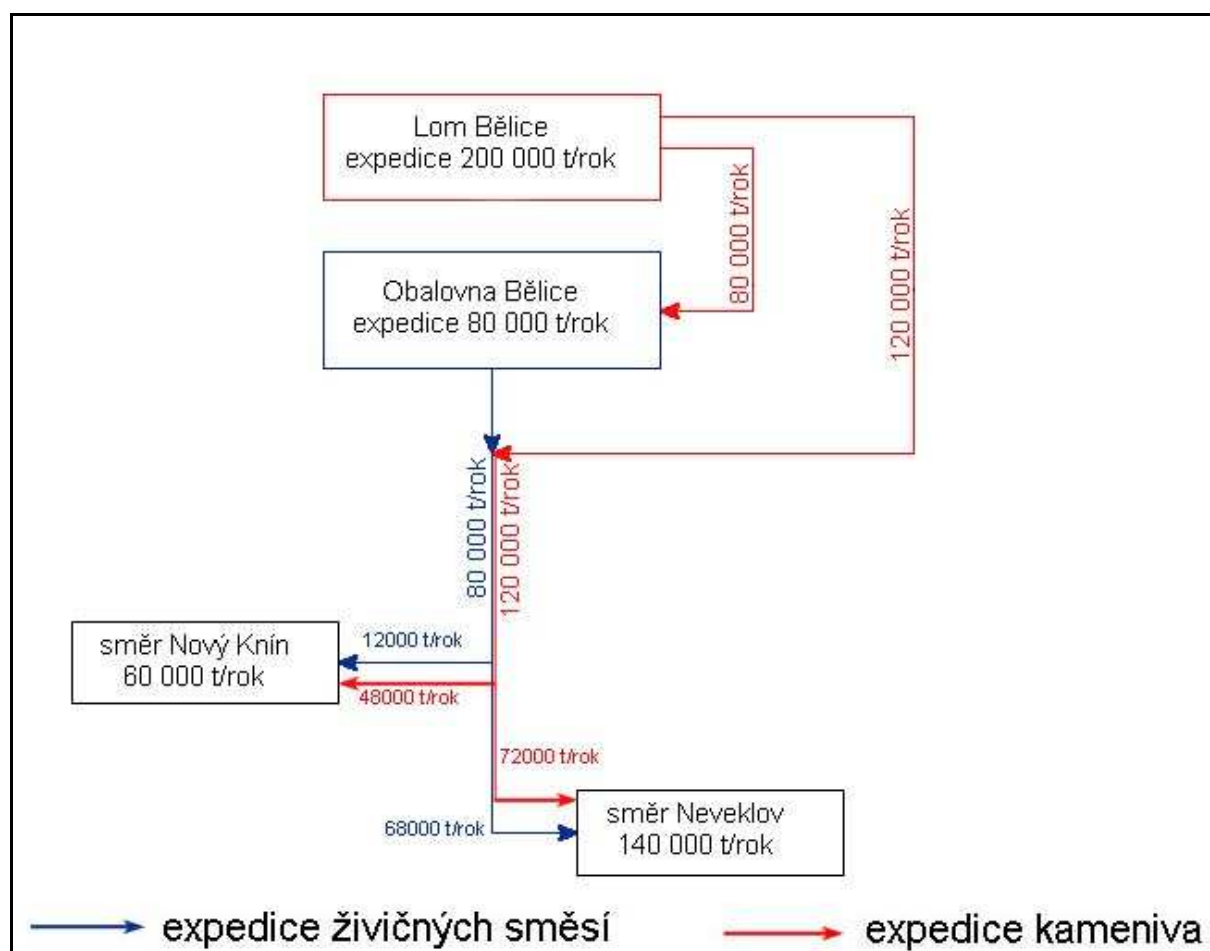 Lom Bělice
expedice 200 000 t/rok
80 000 t/rok
120 000 t/rok
Obalovna Bělice
expedice 80 000 t/rok
80 000 t/rok
120 000 t/rok
směr Nový Knín
60 000 t/rok
12000 t/rok
48000 t/rok
72000 t/rok
68000 t/rok
směr Neveklov
140 000 t/rok
expedice živičných směsí
expedice kameniva